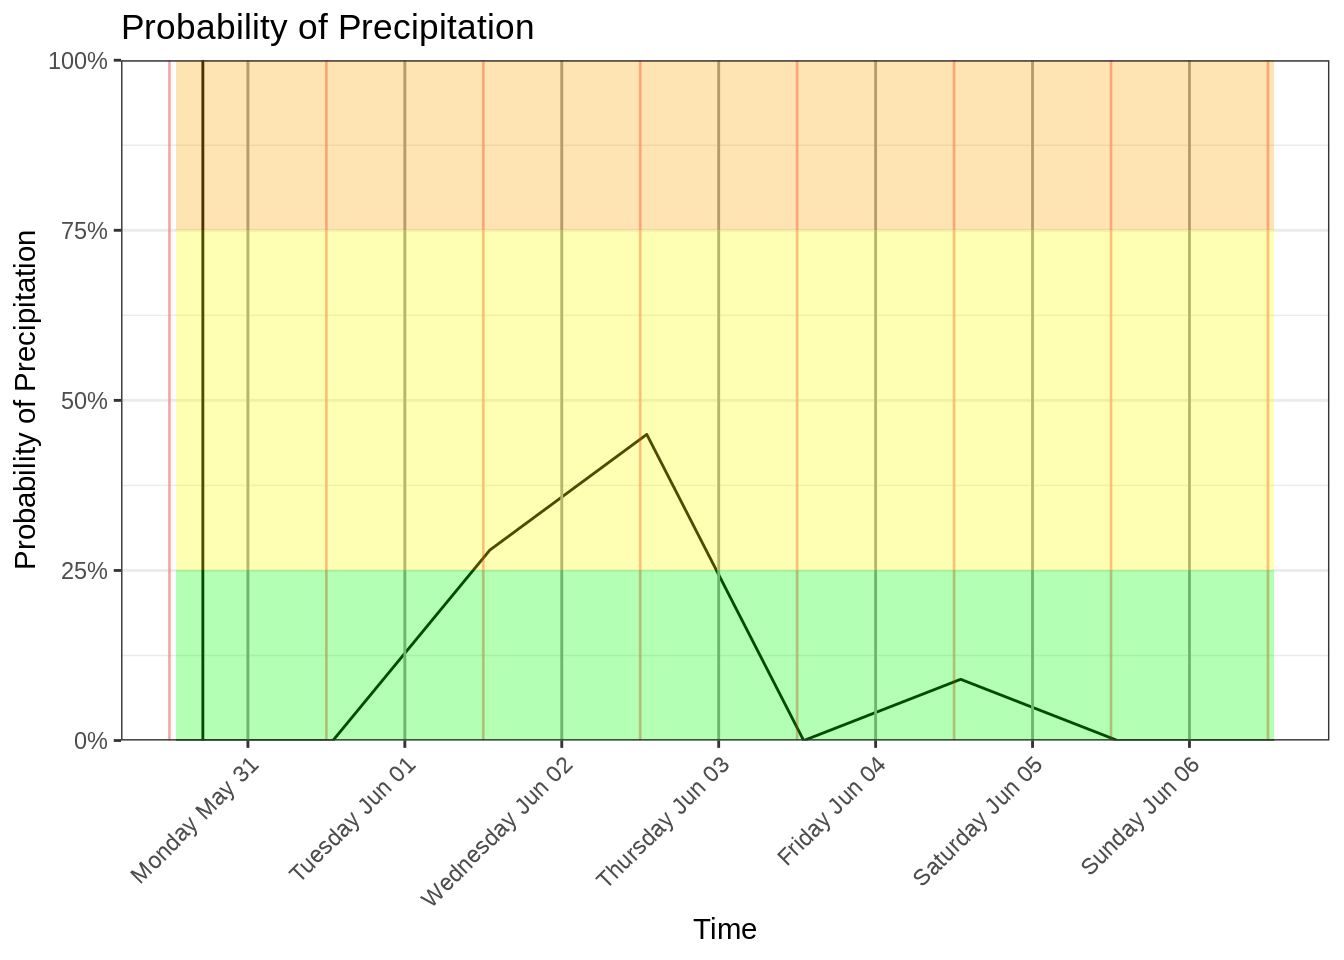 Probability of Precipitation
100%
75%
50%
25%
0%
Probability of Precipitation
Monday May 31
Tuesday Jun 01
Wednesday Jun 02
Thursday Jun 03
Friday Jun 04
Saturday Jun 05
Sunday Jun 06
Time